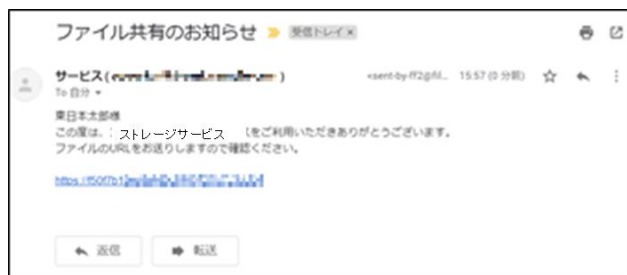 ファイル共有のお知らせ 受信トレイ ×
サービス( ) <sent-by-ff2@fil... 15:57 (0 分前)
To 自分
東日本太郎様
この度は、ストレージサービス をご利用いただきありがとうございます。
ファイルのURLをお送りしますので確認ください。
返信 転送